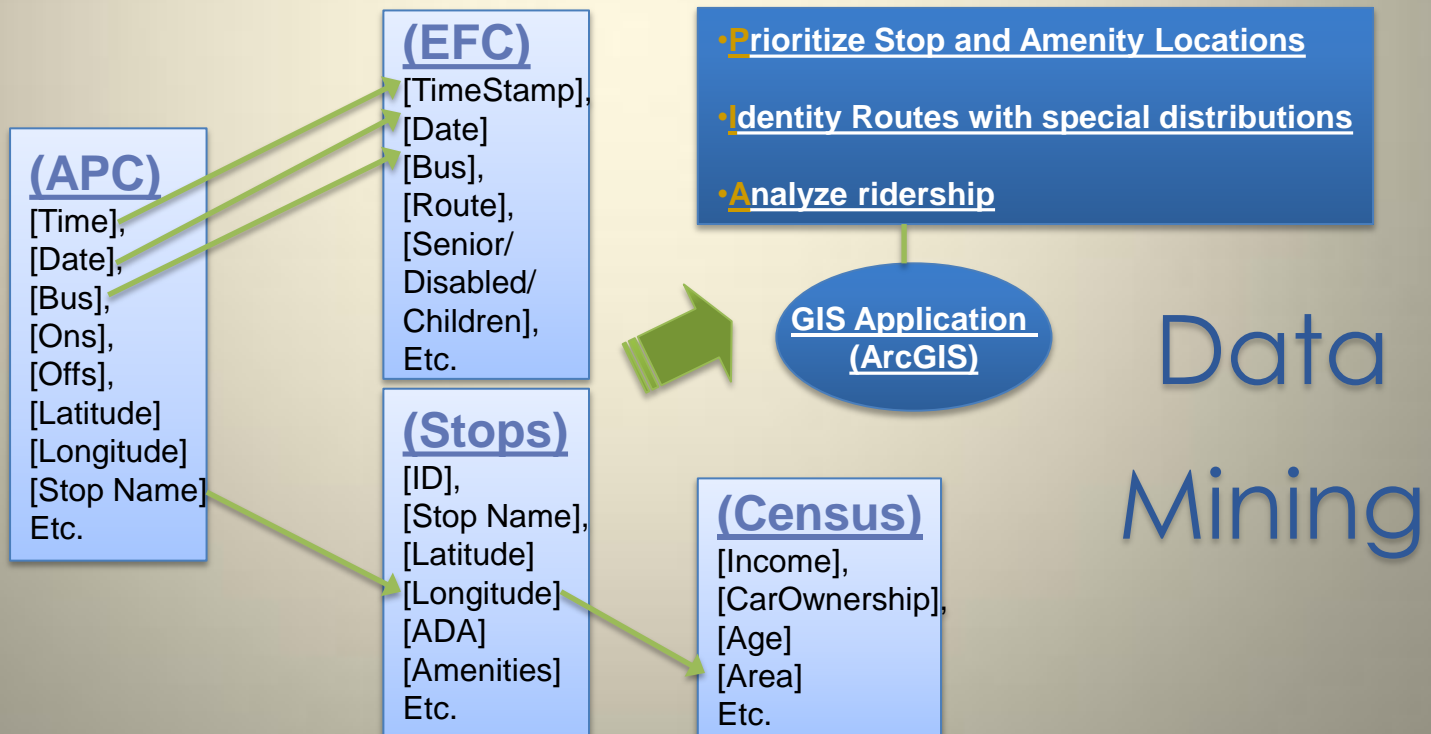 (APC)
[Time],
[Date],
[Bus],
[Ons],
[Offs],
[Latitude]
[Longitude]
[Stop Name]
Etc.
(EFC)
[TimeStamp],
[Date]
[Bus],
[Route],
[Senior/
Disabled/
Children],
Etc.
(Stops)
[ID],
[Stop Name],
[Latitude]
[Longitude]
[ADA]
[Amenities]
Etc.
(Census)
[Income],
[CarOwnership],
[Age]
[Area]
Etc.
•Prioritize Stop and Amenity Locations
•Identity Routes with special distributions
•Analyze ridership
GIS Application
(ArcGIS)
Data
Mining